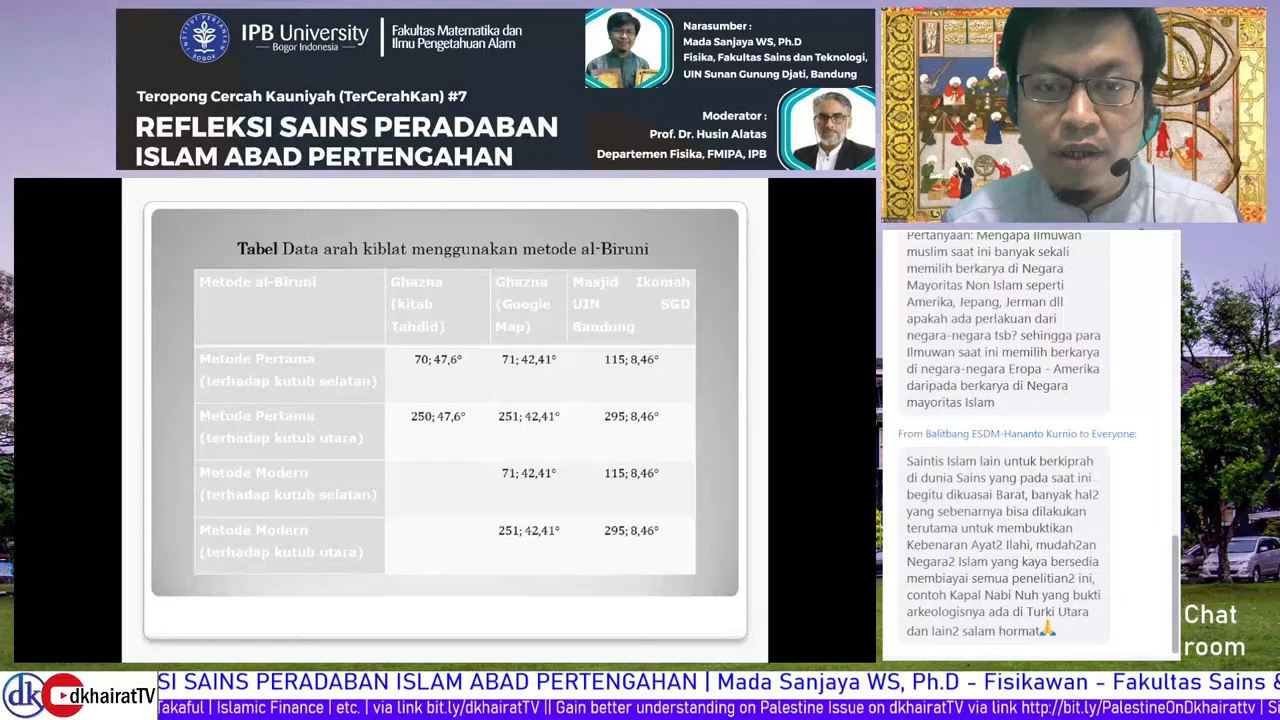 IPB University
Bogor Indonesia
Fakultas Matematika dan
Ilmu Pengetahuan Alam
Teropong Cercah Kauniyah (TerCerahKan) #7
REFLEKSI SAINS PERADABAN
ISLAM ABAD PERTENGAHAN
Narasumber :
Mada Sanjaya WS, Ph.D
Fisika, Fakultas Sains dan Teknologi,
UIN Sunan Gunung Djati, Bandung
Moderator :
Prof. Dr. Husin Alatas
Departemen Fisika, FMIPA, IPB
Tabel Data arah kiblat menggunakan metode al-Biruni
Metode al-Biruni
Ghazna
(kitab
Tahdid)
Ghazna
(Google
Map)
Masjid Ikomah
UIN SGD
Bandung
Metode Pertama
(terhadap kutub selatan)
70; 47,6°
71; 42,41°
115; 8,46°
Metode Pertama
(terhadap kutub utara)
250; 47,6°
251; 42,41°
295; 8,46°
Metode Modern
(terhadap kutub selatan)
71; 42,41°
115; 8,46°
Metode Modern
(terhadap kutub utara)
251; 42,41°
295; 8,46°
Pertanyaan: Mengapa Ilmuwan
muslim saat ini banyak sekali
memilih berkarya di Negara
Mayoritas Non Islam seperti
Amerika, Jepang, Jerman dll
apakah ada perlakuan dari
negara-negara tsb? sehingga para
Ilmuwan saat ini memilih berkarya
di negara-negara Eropa - Amerika
daripada berkarya di Negara
mayoritas Islam
From Balitbang ESDM-Hananto Kurnio to Everyone:
Saintis Islam lain untuk berkiprah
di dunia Sains yang pada saat ini
begitu dikuasai Barat, banyak hal2
yang sebenarnya bisa dilakukan
terutama untuk membuktikan
Kebenaran Ayat2 Ilahi, mudah2an
Negara2 Islam yang kaya bersedia
membiayai semua penelitian2 ini,
contoh Kapal Nabi Nuh yang bukti
arkeologisnya ada di Turki Utara
dan lain2 salam hormat🙏
Chat
room
dk dkhairatTV
SI SAINS PERADABAN ISLAM ABAD PERTENGAHAN | Mada Sanjaya WS, Ph.D - Fisikawan - Fakultas Sains &
Takaful | Islamic Finance | etc. | via link bit.ly/dkhairatTV || Gain better understanding on Palestine Issue on dkhairatTV via link http://bit.ly/PalestineOnDkhairattv | Si